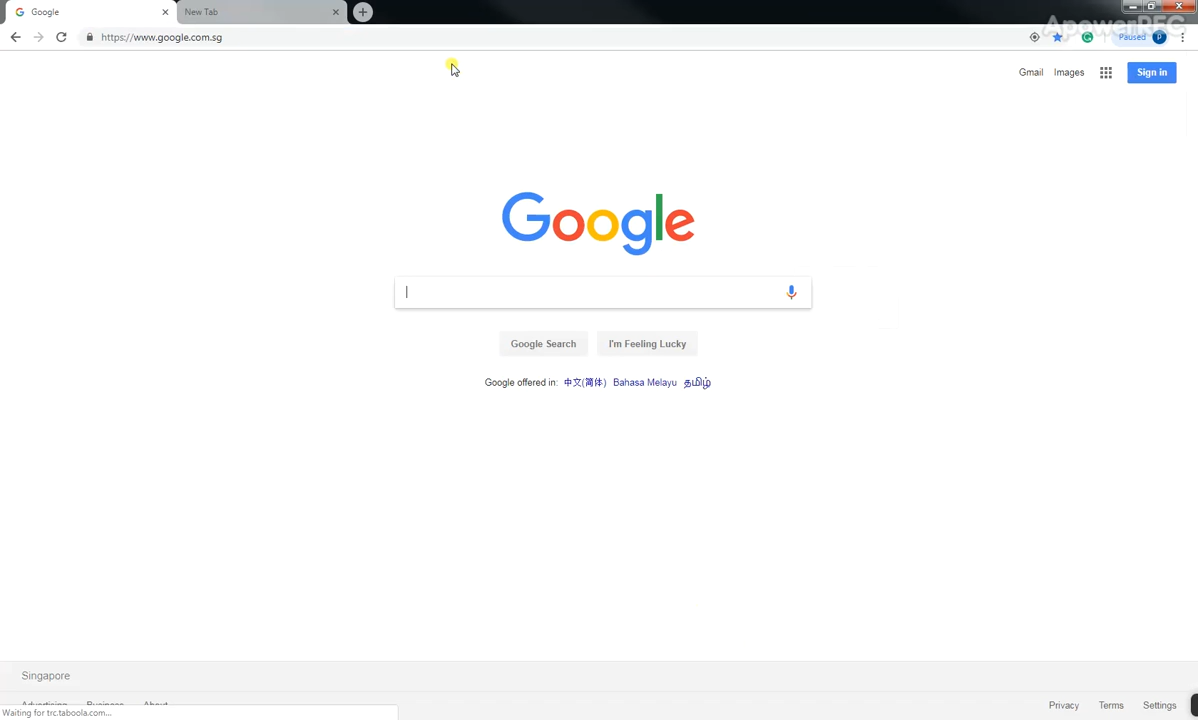 Google
New Tab
ApowerREC
https://www.google.com.sg
Paused
Gmail Images Sign in
Google
Google Search I'm Feeling Lucky
Google offered in: 中文(简体) Bahasa Melayu தமிழ்
Singapore
Advertising Business About
Privacy Terms Settings
Waiting for trc.taboola.com...